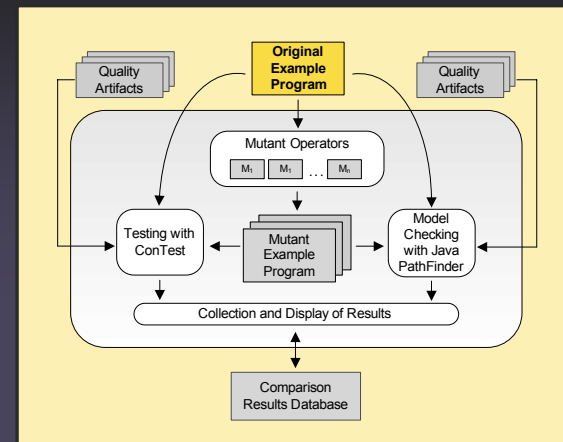 Original
Example
Program
Quality
Artifacts
Quality
Artifacts
Mutant Operators
M1 M1 ... Mn
Testing with
ConTest
Mutant
Example
Program
Model
Checking
with Java
PathFinder
Collection and Display of Results
Comparison
Results Database